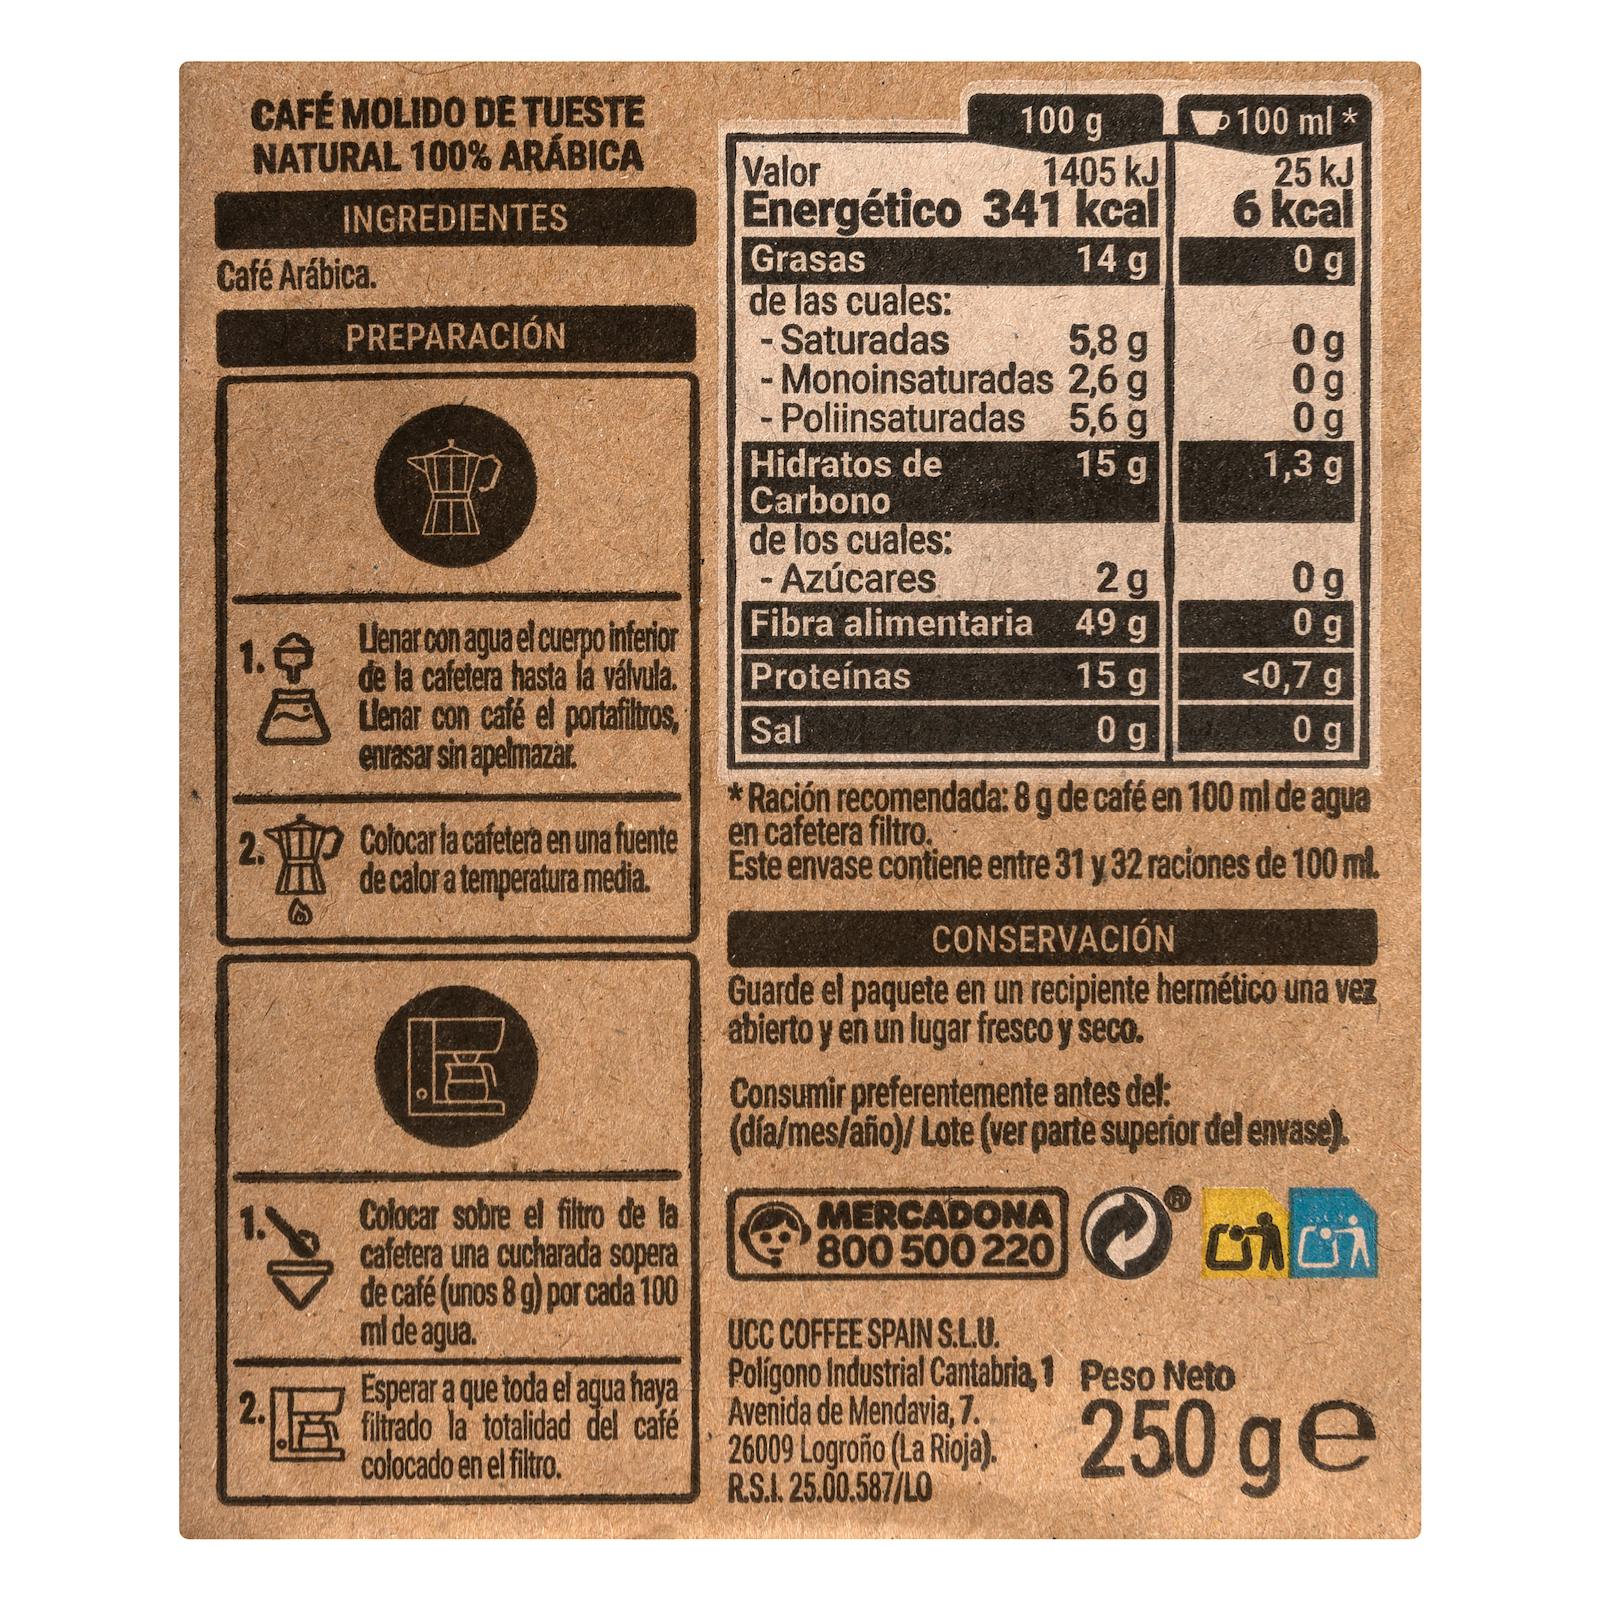 CAFÉ MOLIDO DE TUESTE
NATURAL 100% ARÁBICA
INGREDIENTES
Café Arábica.
PREPARACIÓN
1. Llenar con agua el cuerpo inferior
de la cafetera hasta la válvula.
Llenar con café el portafiltros,
enrasar sin apelmazar.
2. Colocar la cafetera en una fuente
de calor a temperatura media.
1. Colocar sobre el filtro de la
cafetera una cucharada sopera
de café (unos 8 g) por cada 100
ml de agua.
2. Esperar a que toda el agua haya
filtrado la totalidad del café
colocado en el filtro.
100 g 100 ml *
Valor 1405 kJ 25 kJ
Energético 341 kcal 6 kcal
Grasas 14 g 0 g
de las cuales:
- Saturadas 5,8 g 0 g
- Monoinsaturadas 2,6 g 0 g
- Poliinsaturadas 5,6 g 0 g
Hidratos de 15 g 1,3 g
Carbono
de los cuales:
- Azúcares 2 g 0 g
Fibra alimentaria 49 g 0 g
Proteínas 15 g <0,7 g
Sal 0 g 0 g
* Ración recomendada: 8 g de café en 100 ml de agua
en cafetera filtro.
Este envase contiene entre 31 y 32 raciones de 100 ml.
CONSERVACIÓN
Guarde el paquete en un recipiente hermético una vez
abierto y en un lugar fresco y seco.
Consumir preferentemente antes del:
(día/mes/año)/ Lote (ver parte superior del envase).
MERCADONA
800 500 220
®
UCC COFFEE SPAIN S.L.U.
Polígono Industrial Cantabria, 1
Avenida de Mendavia, 7.
26009 Logroño (La Rioja).
R.S.I. 25.00.587/LO
Peso Neto
250 g e